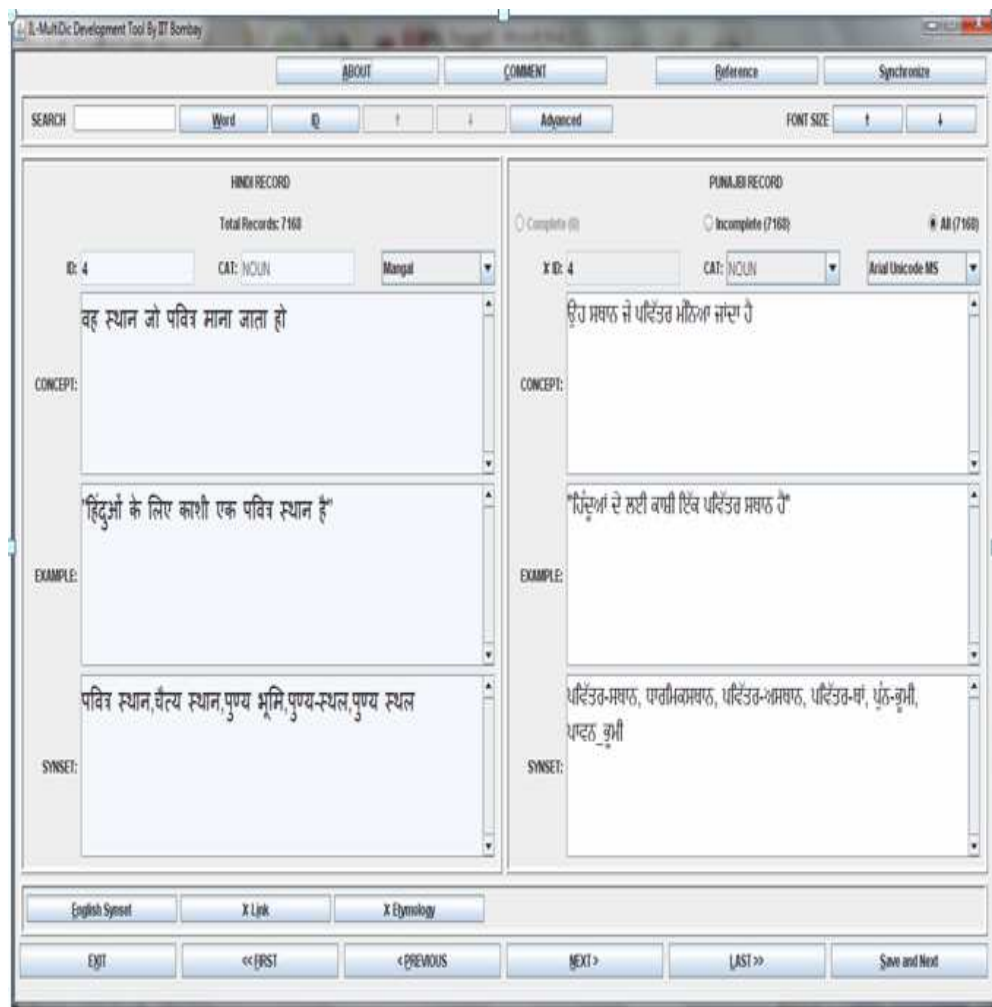 IL-MultiDic Development Tool By IIT Bombay
ABOUT COMMENT Reference Synchronize
SEARCH Word ID ↑ ↓ Advanced FONT SIZE ↑ ↓
HINDI RECORD
Total Records: 7168
ID: 4 CAT: NOUN Mangal
CONCEPT:
वह स्थान जो पवित्र माना जाता हो
EXAMPLE:
"हिंदुओं के लिए काशी एक पवित्र स्थान है"
SYNSET:
पवित्र स्थान,चैत्य स्थान,पुण्य भूमि,पुण्य-स्थल,पुण्य स्थल
PUNAJBI RECORD
Complete (0) Incomplete (7168) All (7168)
X ID: 4 CAT: NOUN Arial Unicode MS
CONCEPT:
ਉਹ ਸਥਾਨ ਜੋ ਪਵਿੱਤਰ ਮੰਨਿਆ ਜਾਂਦਾ ਹੈ
EXAMPLE:
"ਹਿੰਦੂਆਂ ਦੇ ਲਈ ਕਾਸ਼ੀ ਇੱਕ ਪਵਿੱਤਰ ਸਥਾਨ ਹੈ"
SYNSET:
ਪਵਿੱਤਰ-ਸਥਾਨ, ਧਾਰਮਿਕਸਥਾਨ, ਪਵਿੱਤਰ-ਅਸਥਾਨ, ਪਵਿੱਤਰ-ਥਾਂ, ਪੁੰਨ-ਭੂਮੀ,
ਪਾਵਨ_ਭੂਮੀ
English Synset X Link X Etymology
EXIT << FIRST < PREVIOUS NEXT > LAST >> Save and Next